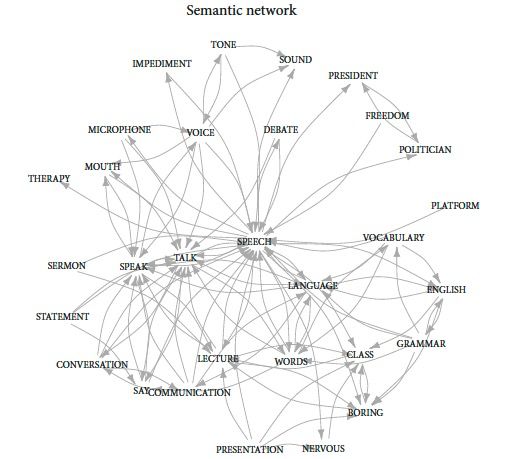 Semantic network
TONE
SOUND
IMPEDIMENT
PRESIDENT
FREEDOM
MICROPHONE
VOICE
DEBATE
POLITICIAN
MOUTH
THERAPY
PLATFORM
SPEECH
VOCABULARY
TALK
SERMON
SPEAK
LANGUAGE
ENGLISH
STATEMENT
GRAMMAR
LECTURE
WORDS
CLASS
CONVERSATION
SAY
COMMUNICATION
BORING
PRESENTATION
NERVOUS